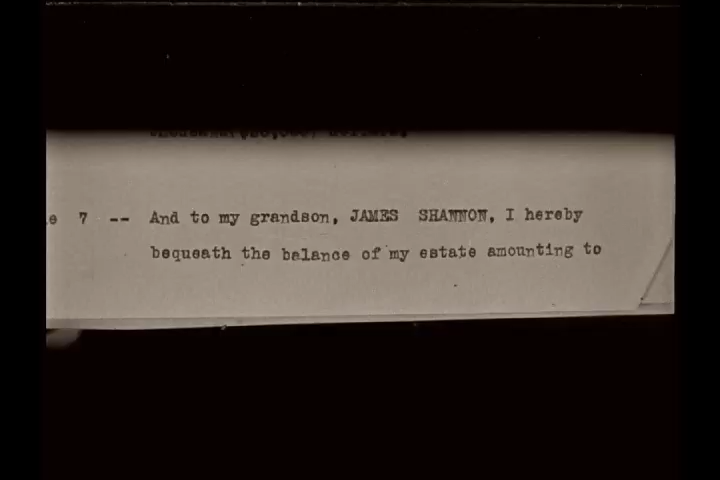 7 -- And to my grandson, JAMES SHANNON, I hereby
bequeath the balance of my estate amounting to